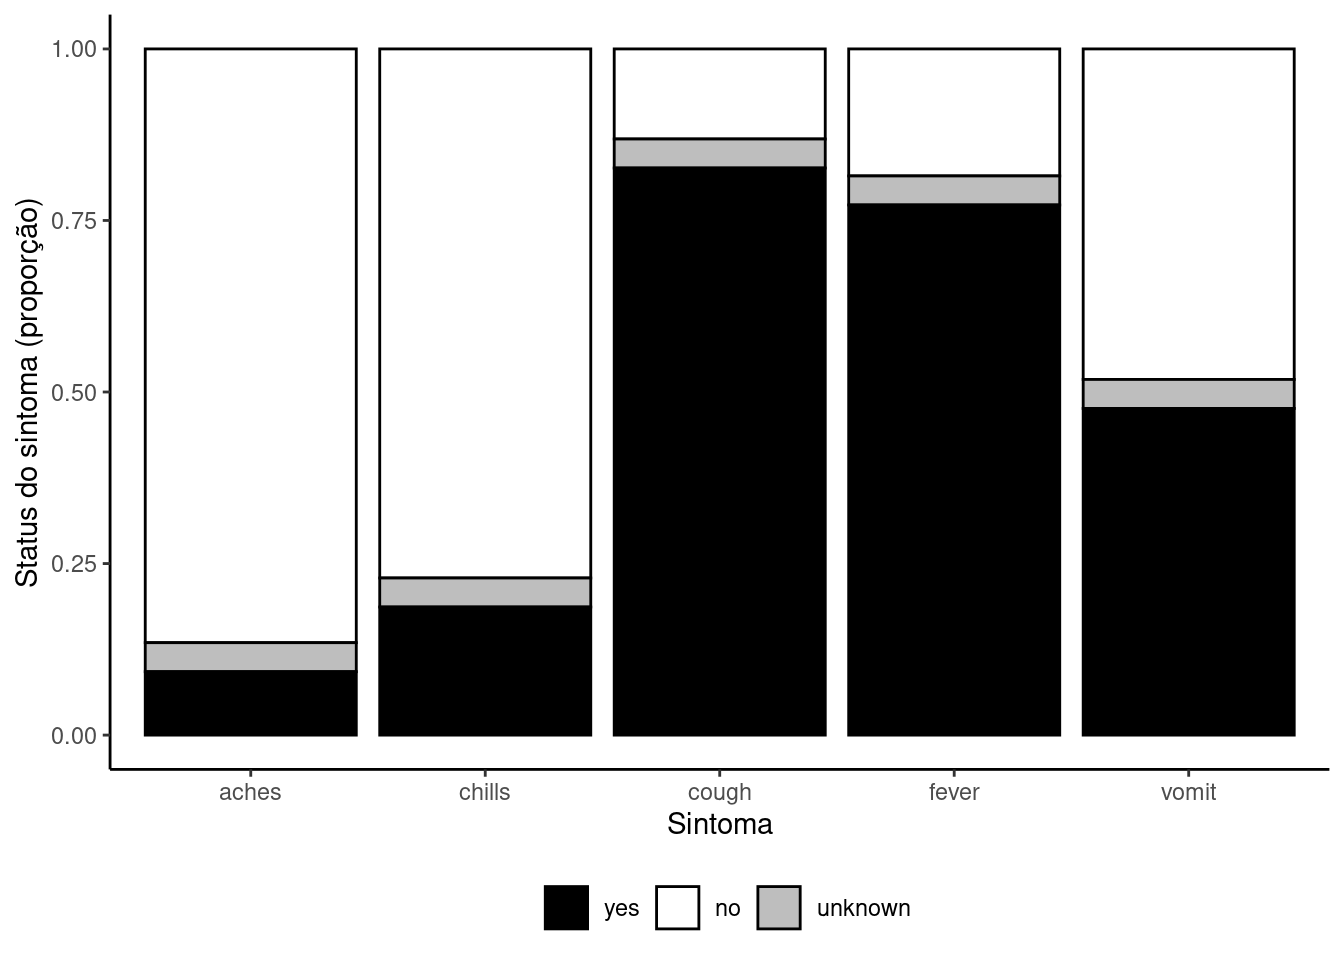 Status do sintoma (proporção)
1.00
0.75
0.50
0.25
0.00
aches chills cough fever vomit
Sintoma
yes no unknown